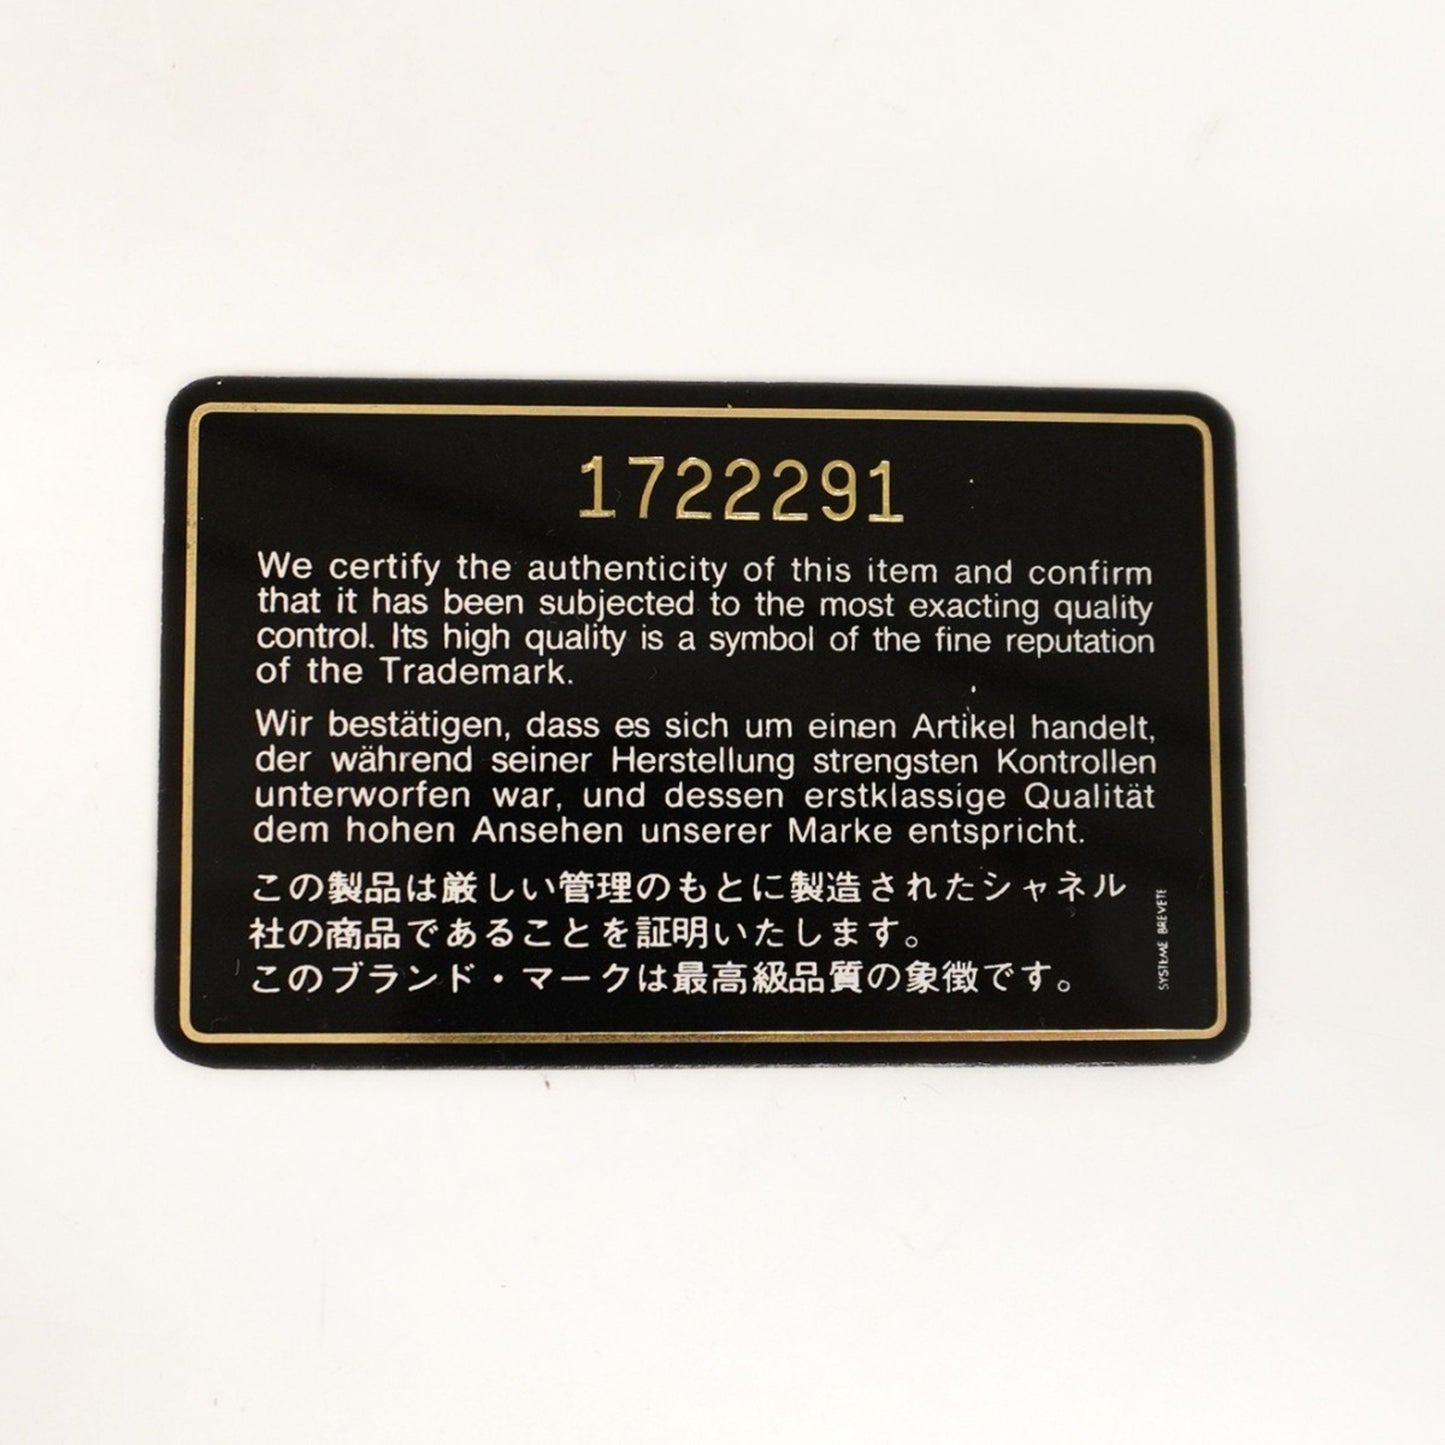 1722291
We certify the authenticity of this item and confirm
that it has been subjected to the most exacting quality
control. Its high quality is a symbol of the fine reputation
of the Trademark.
Wir bestätigen, dass es sich um einen Artikel handelt,
der während seiner Herstellung strengsten Kontrollen
unterworfen war, und dessen erstklassige Qualität
dem hohen Ansehen unserer Marke entspricht.
この製品は厳しい管理のもとに製造されたシャネル
社の商品であることを証明いたします。
このブランド・マークは最高級品質の象徴です。
SYSTEME BREVETE